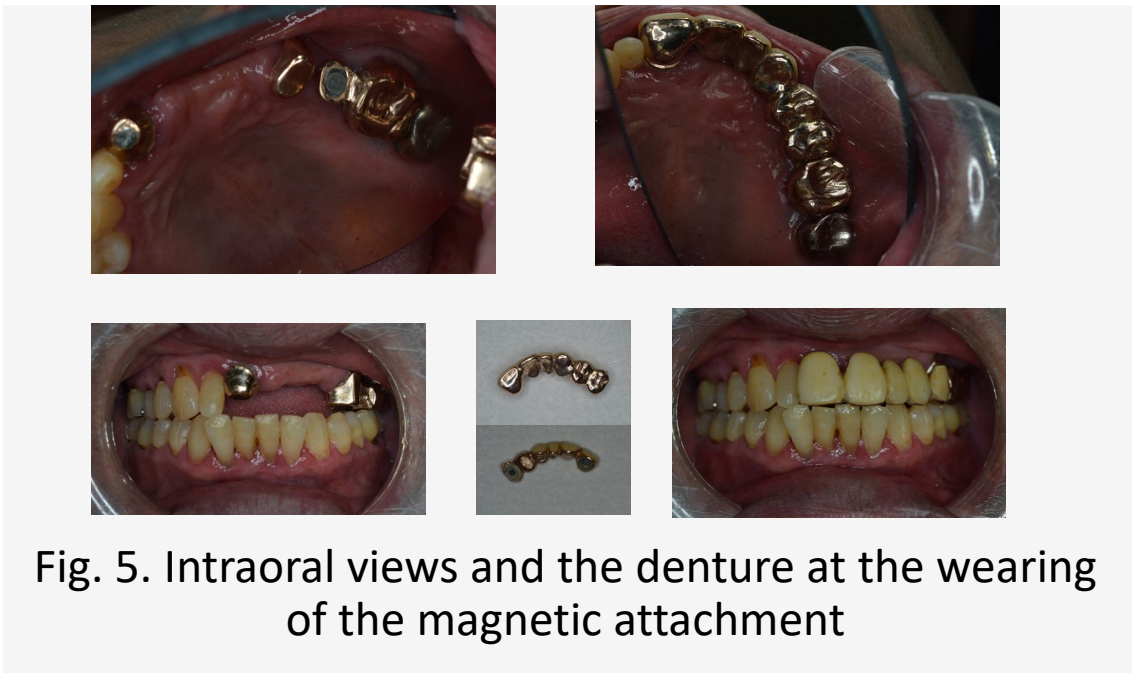 Fig. 5. Intraoral views and the denture at the wearing
of the magnetic attachment